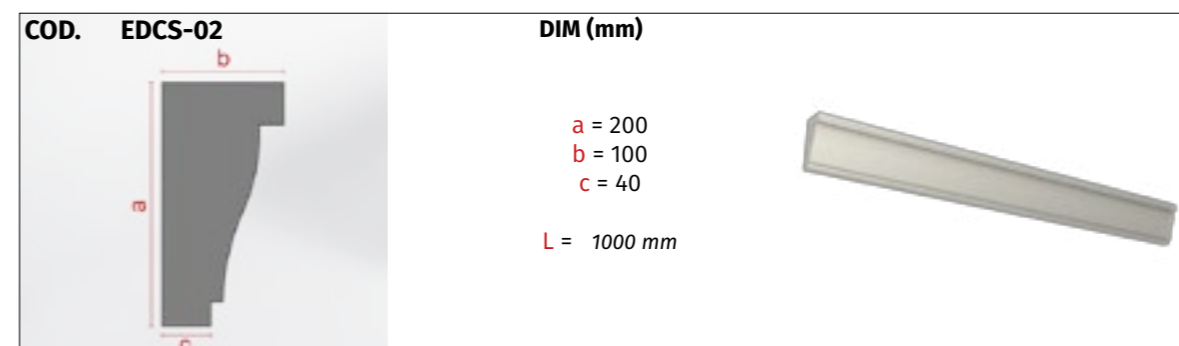 COD. EDCS-02
DIM (mm)
b
a
c
a = 200
b = 100
c = 40
L = 1000 mm